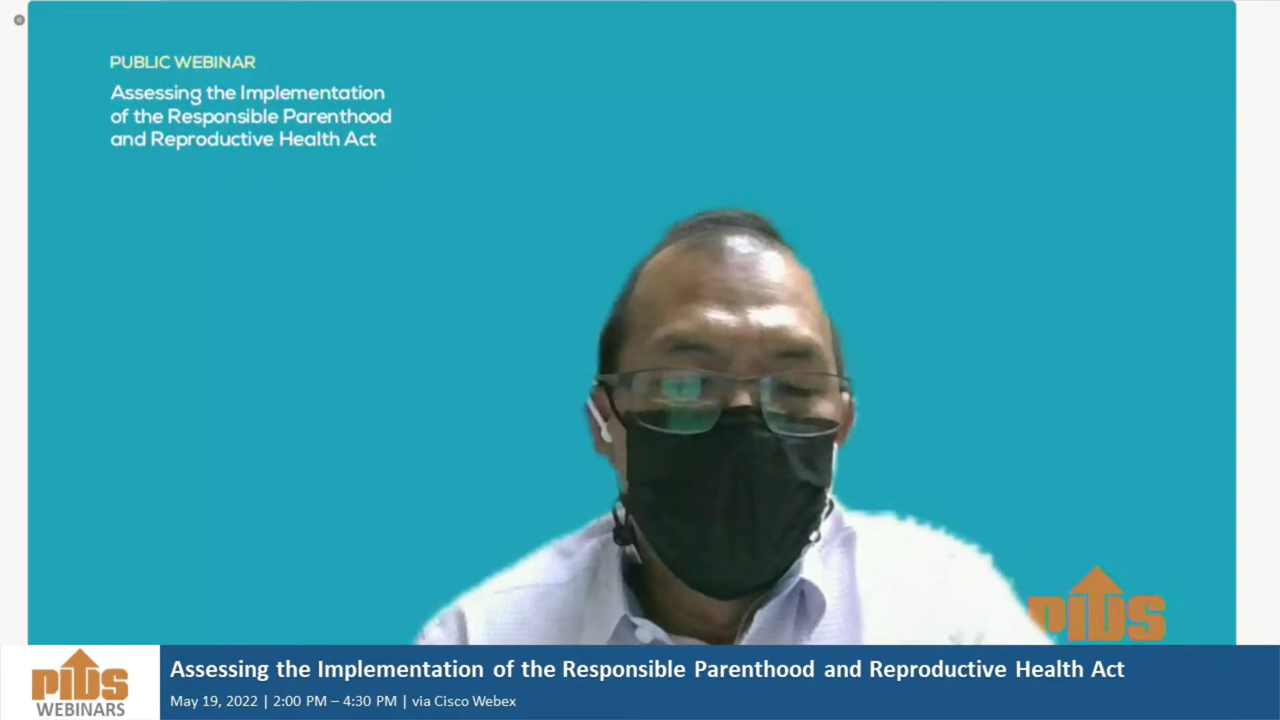 PUBLIC WEBINAR
Assessing the Implementation
of the Responsible Parenthood
and Reproductive Health Act
PIDS
PIDS
WEBINARS
Assessing the Implementation of the Responsible Parenthood and Reproductive Health Act
May 19, 2022 | 2:00 PM – 4:30 PM | via Cisco Webex